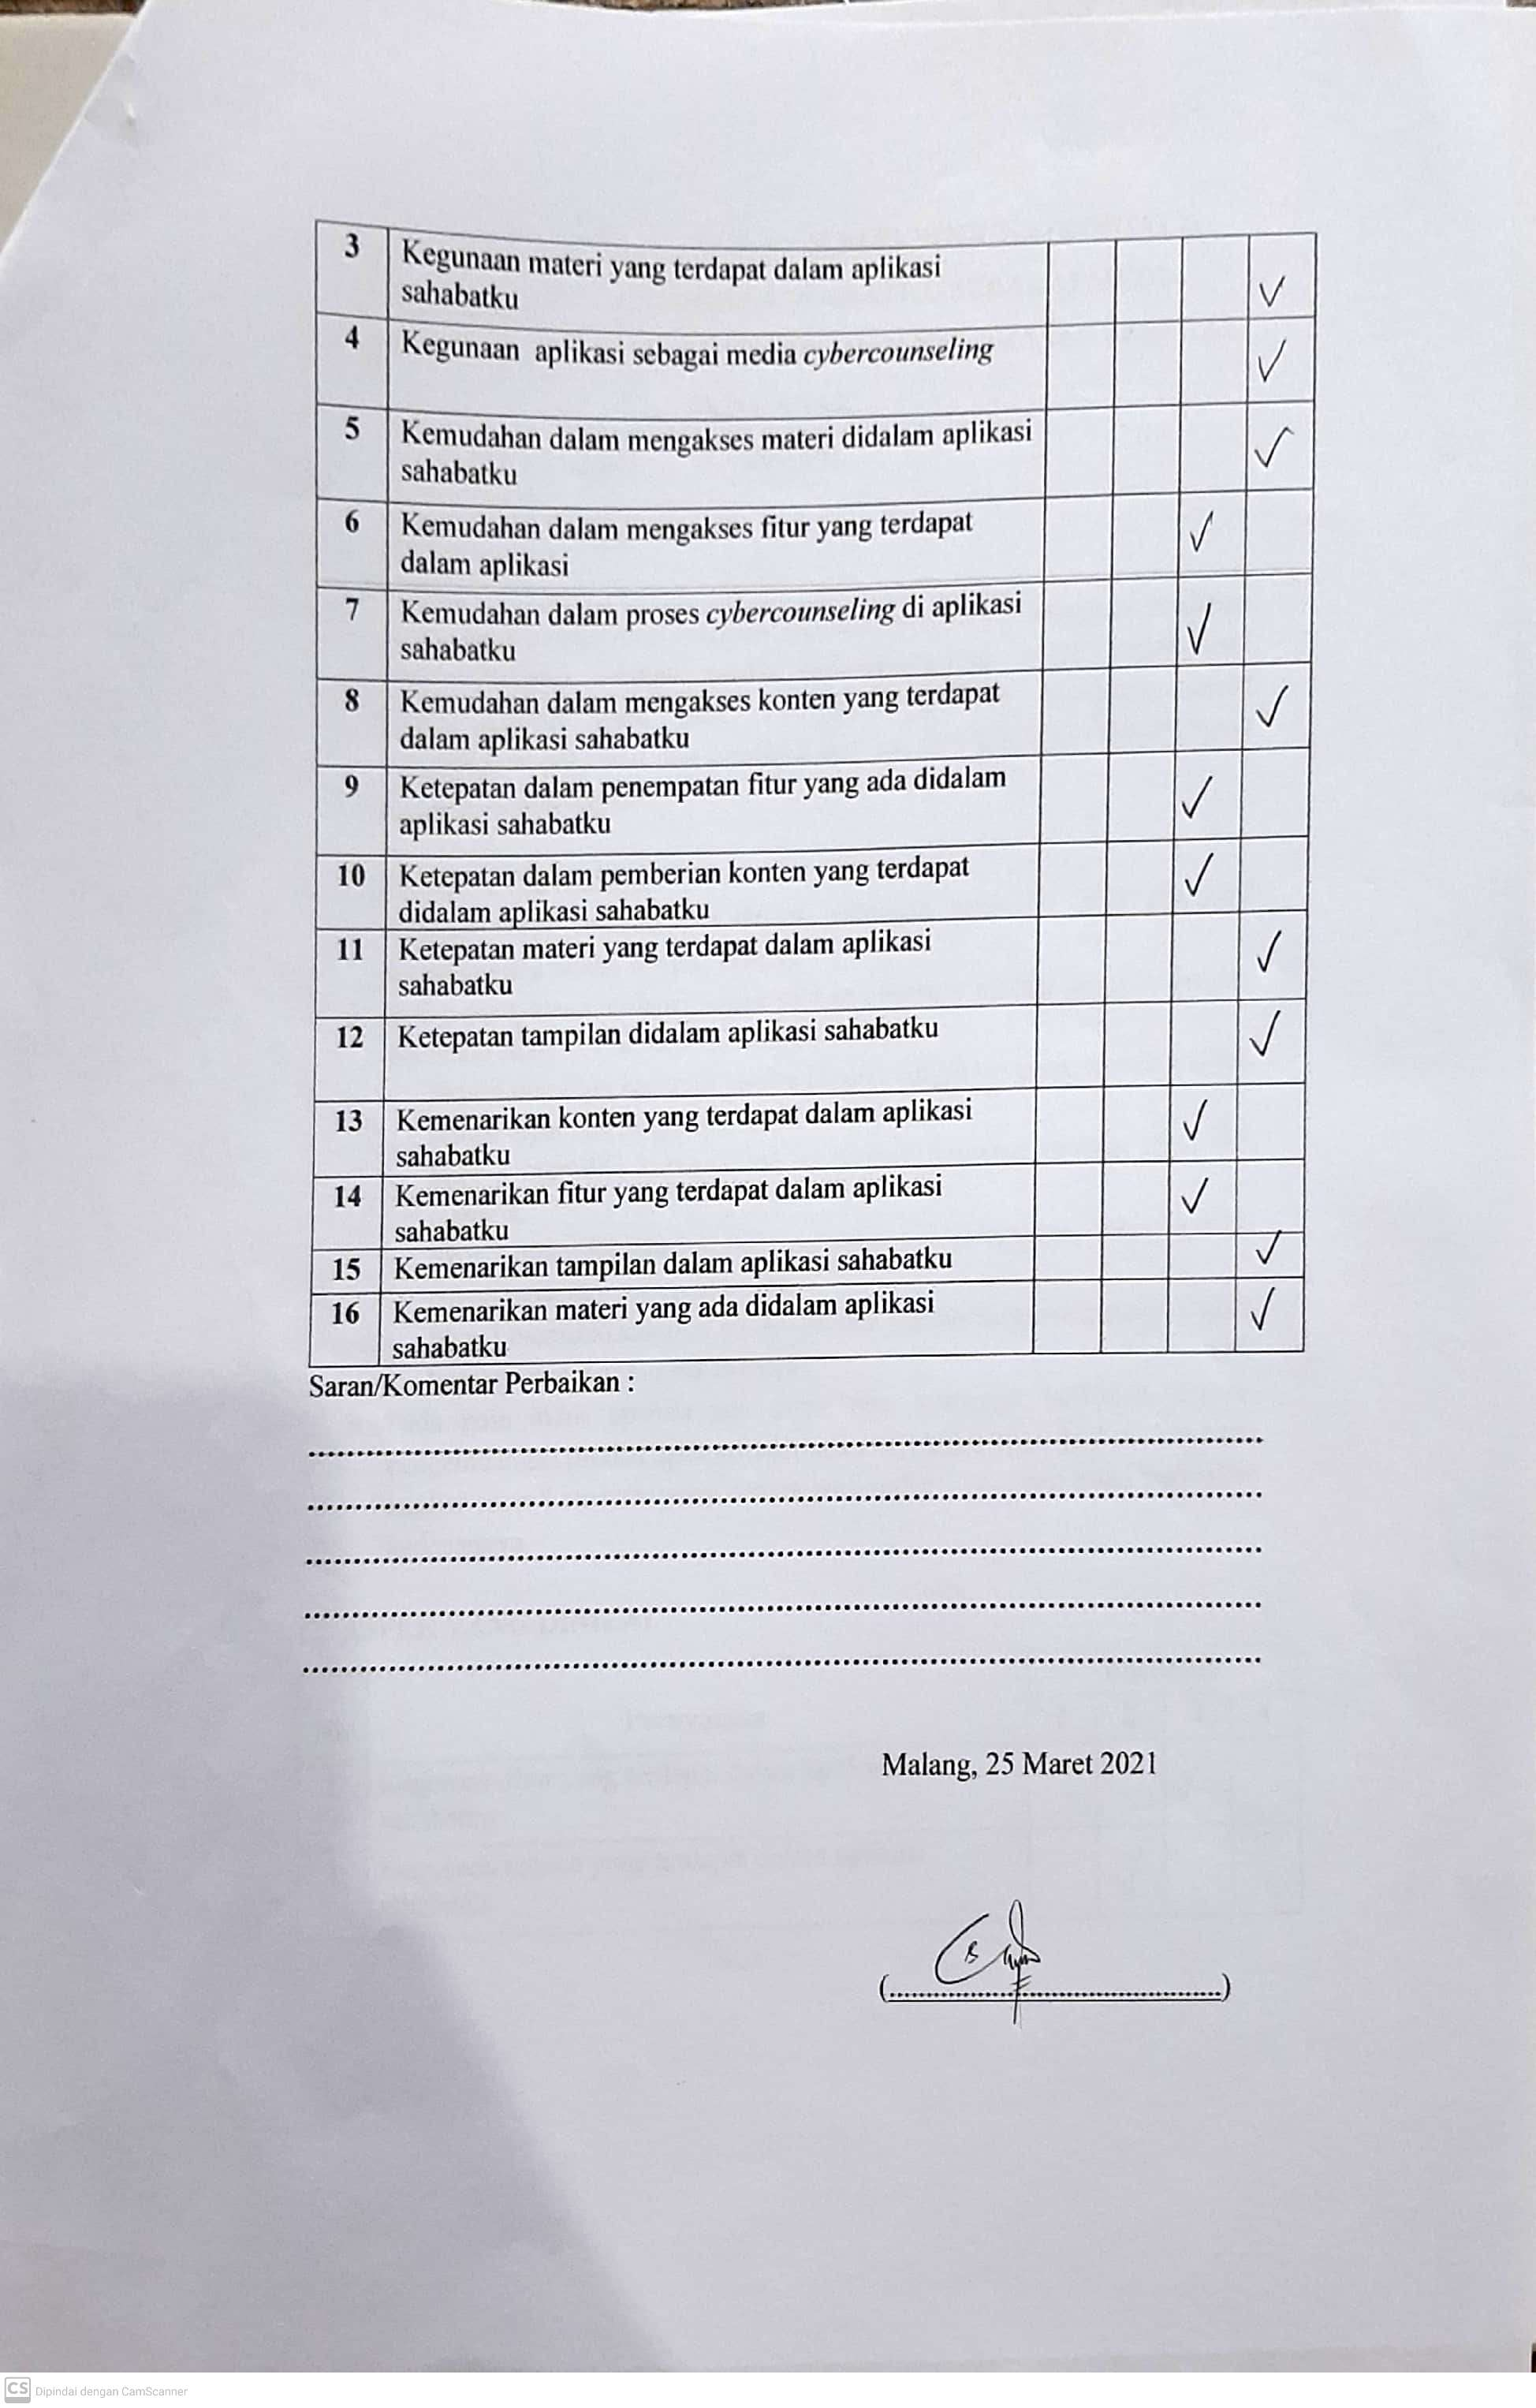 3 Kegunaan materi yang terdapat dalam aplikasi
sahabatku ✓
4 Kegunaan aplikasi sebagai media cybercounseling ✓
5 Kemudahan dalam mengakses materi didalam aplikasi
sahabatku ✓
6 Kemudahan dalam mengakses fitur yang terdapat ✓
dalam aplikasi
7 Kemudahan dalam proses cybercounseling di aplikasi ✓
sahabatku
8 Kemudahan dalam mengakses konten yang terdapat ✓
dalam aplikasi sahabatku
9 Ketepatan dalam penempatan fitur yang ada didalam ✓
aplikasi sahabatku
10 Ketepatan dalam pemberian konten yang terdapat ✓
didalam aplikasi sahabatku
11 Ketepatan materi yang terdapat dalam aplikasi ✓
sahabatku
12 Ketepatan tampilan didalam aplikasi sahabatku ✓
13 Kemenarikan konten yang terdapat dalam aplikasi ✓
sahabatku
14 Kemenarikan fitur yang terdapat dalam aplikasi ✓
sahabatku
15 Kemenarikan tampilan dalam aplikasi sahabatku ✓
16 Kemenarikan materi yang ada didalam aplikasi ✓
sahabatku
Saran/Komentar Perbaikan :
Malang, 25 Maret 2021
CS Dipindai dengan CamScanner